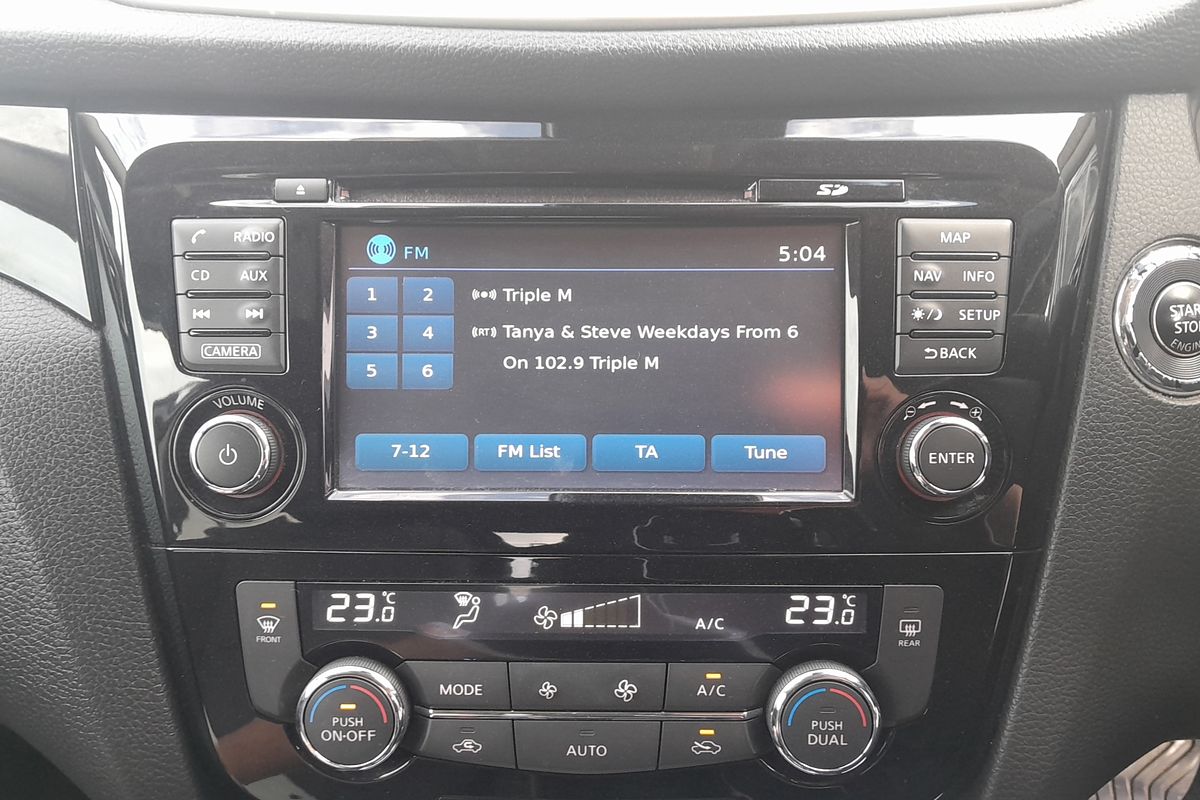 SD
RADIO
CD AUX
CAMERA
VOLUME
FM 5:04
1 2
3 4
5 6
Triple M
(RT) Tanya & Steve Weekdays From 6
On 102.9 Triple M
7-12 FM List TA Tune
MAP
NAV INFO
SETUP
BACK
ENTER
ENGINE
FRONT
23.0 °C
A/C
23.0 °C
REAR
PUSH
ON·OFF
MODE
A/C
AUTO
PUSH
DUAL